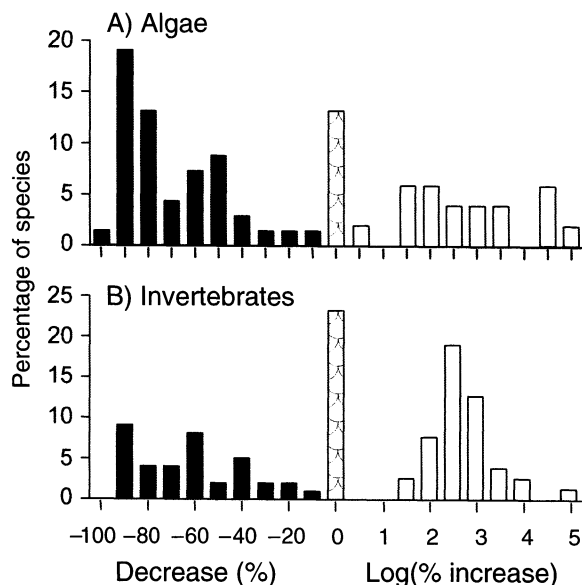 A) Algae
20
15
10
5
0
Percentage of species
B) Invertebrates
25
20
15
10
5
0
−100 −80 −60 −40 −20 0 1 2 3 4 5
Decrease (%) Log(% increase)